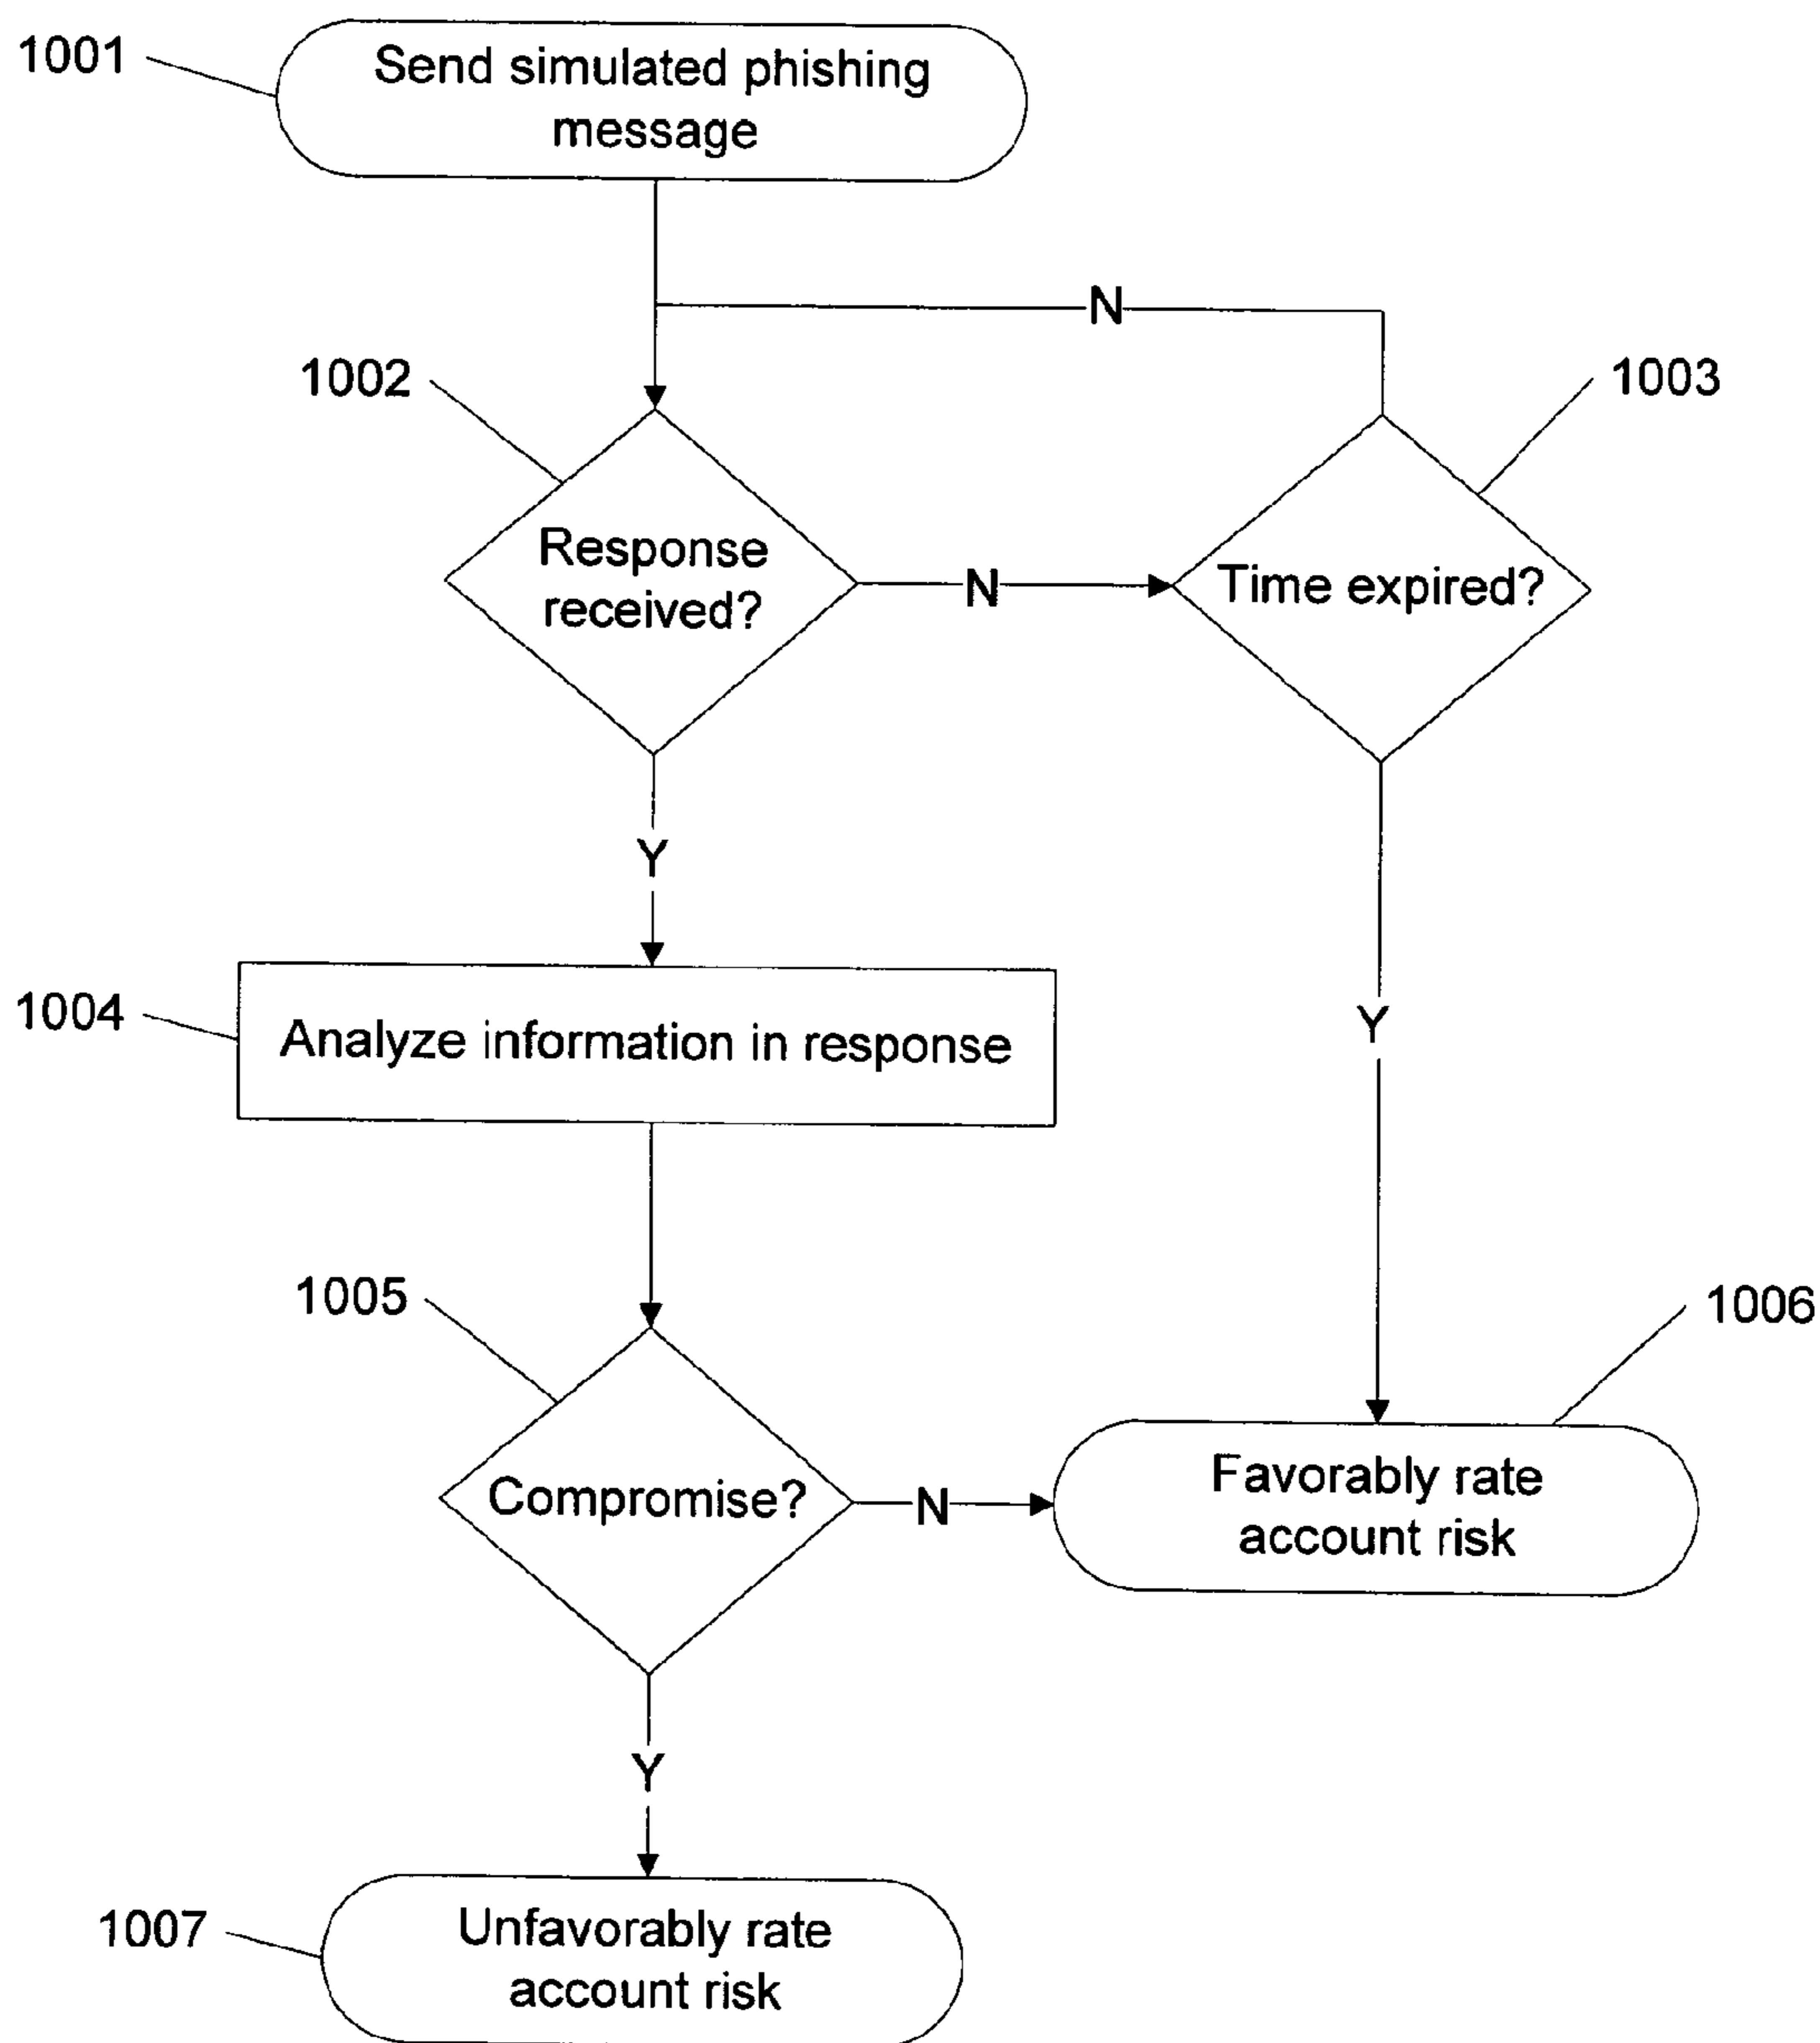 1001
Send simulated phishing
message
N
1002
1003
Response
received?
N
Time expired?
Y
1004
Analyze information in response
Y
1005
1006
Compromise?
N
Favorably rate
account risk
Y
1007
Unfavorably rate
account risk